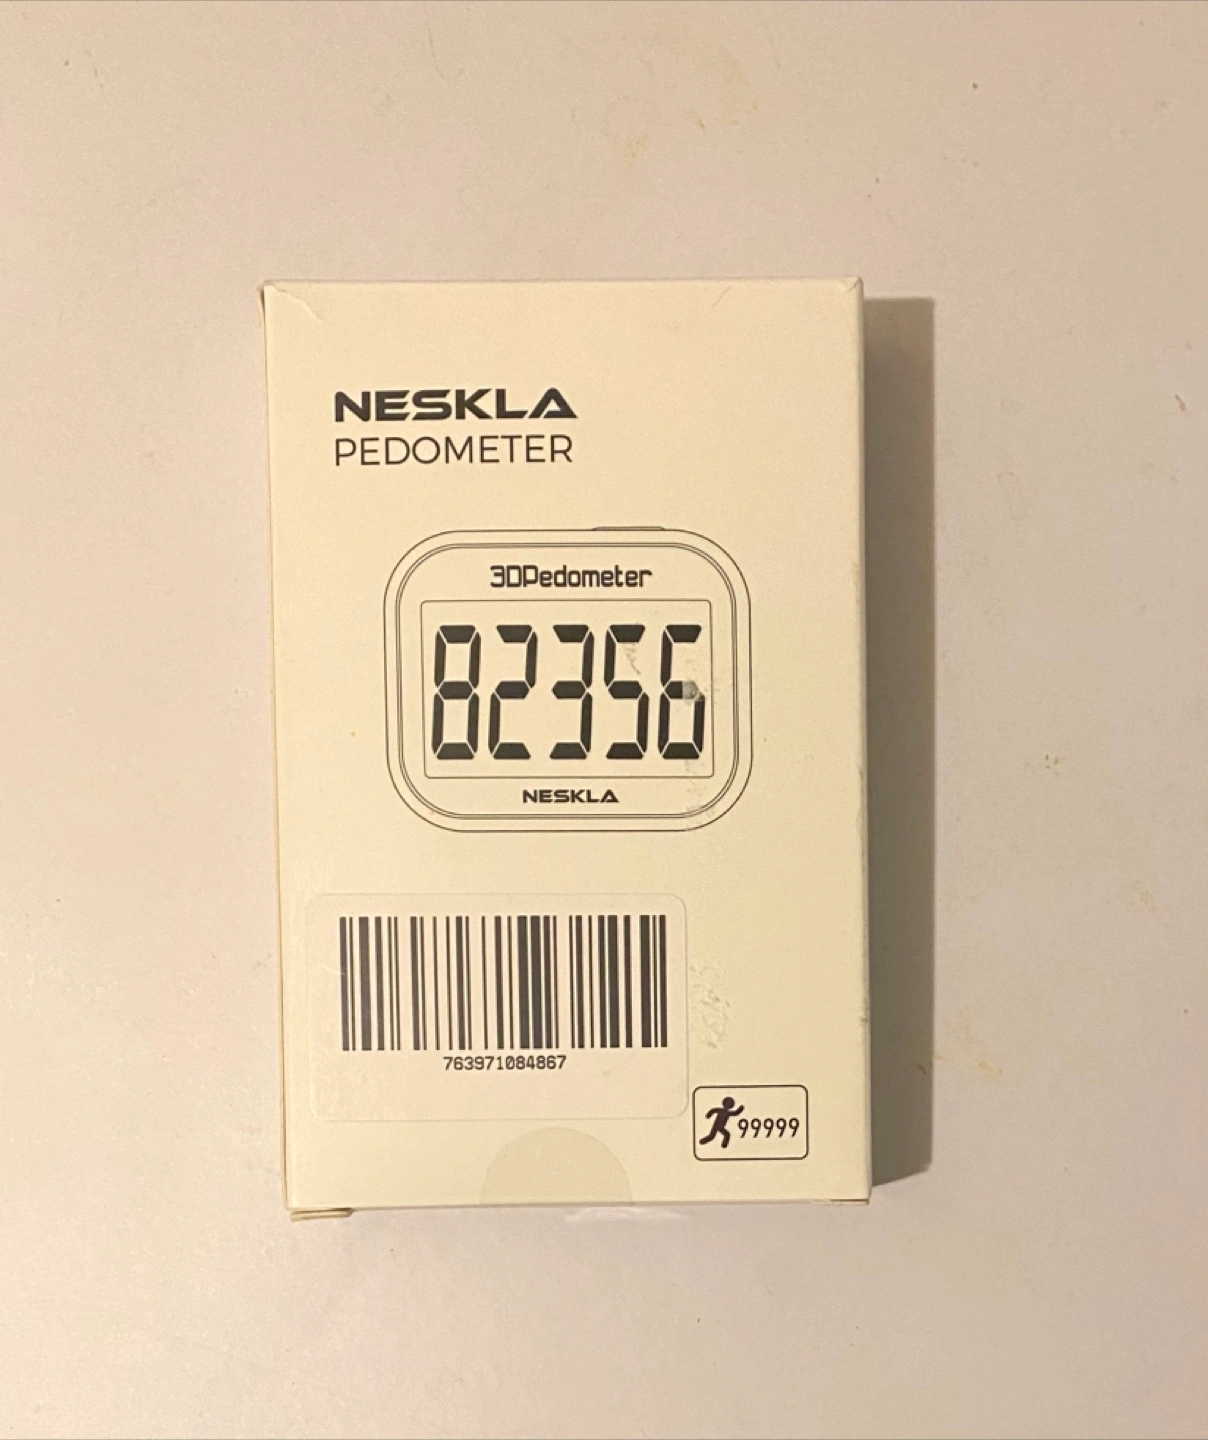 NESKLA
PEDOMETER
3DPedometer
82356
NESKLA
763971084867
99999